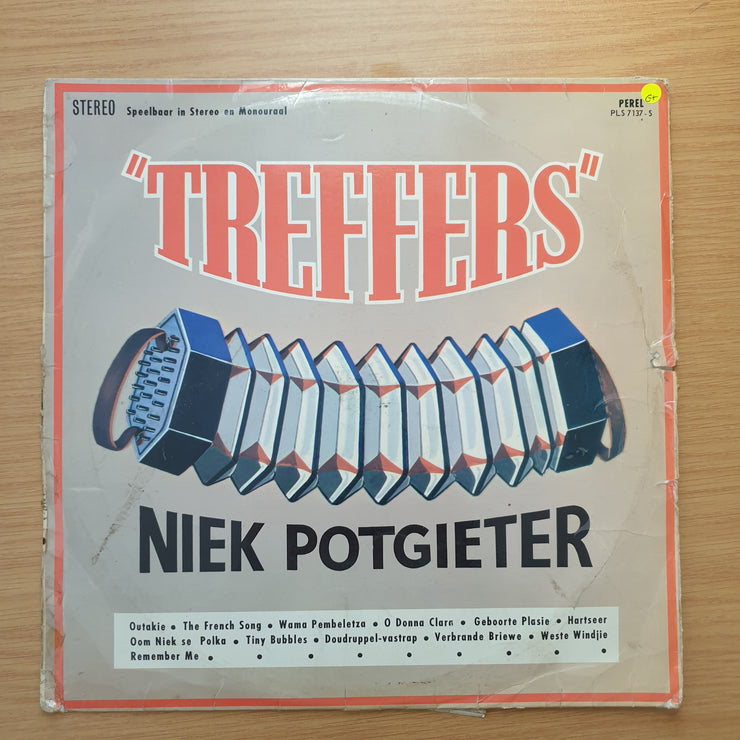 STEREO Speelbaar in Stereo en Monouraal
PEREL
PLS 7137-S
G+
"TREFFERS"
NIEK POTGIETER
Outakie • The French Song • Wama Pembeletza • O Donna Clara • Geboorte Plasie • Hartseer
Oom Niek se Polka • Tiny Bubbles • Doudruppel-vastrap • Verbrande Briewe • Weste Windjie
Remember Me • • • • • • • • •